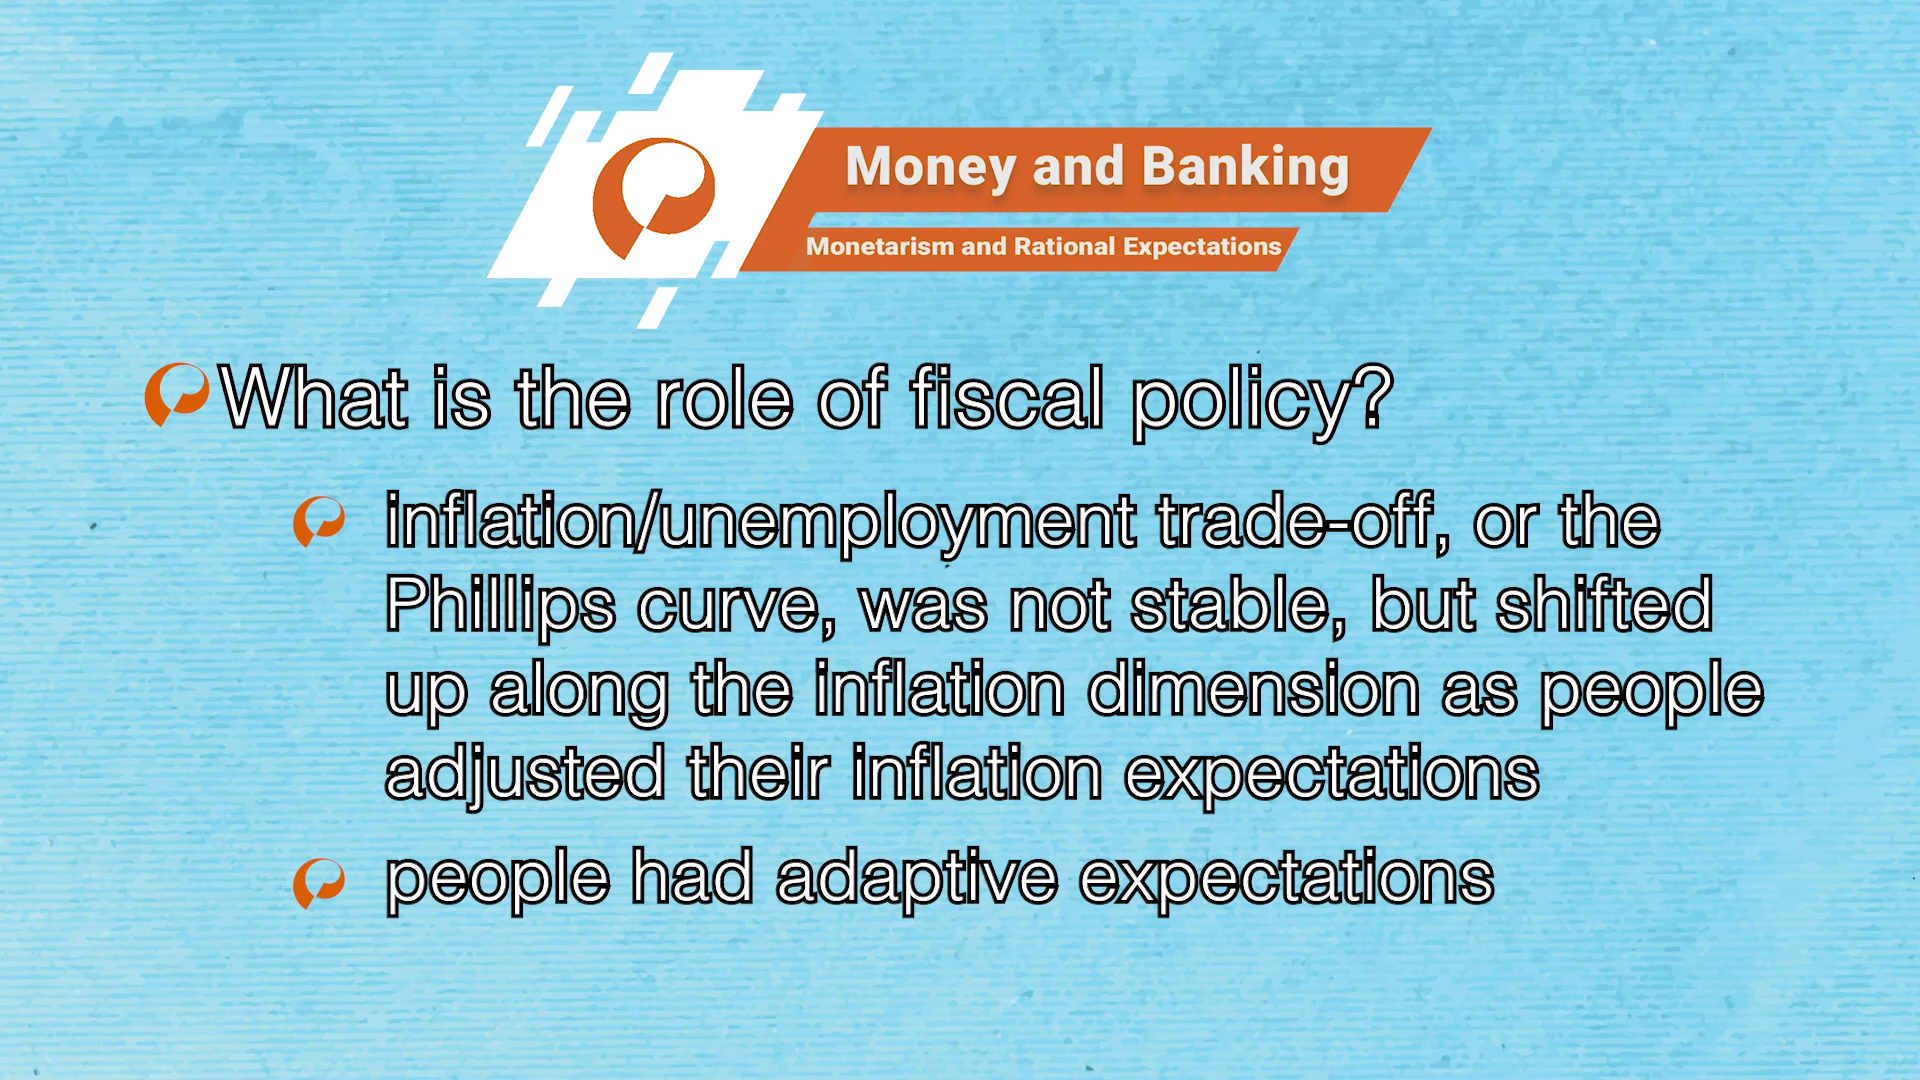 Money and Banking
Monetarism and Rational Expectations
What is the role of fiscal policy?
inflation/unemployment trade-off, or the
Phillips curve, was not stable, but shifted
up along the inflation dimension as people
adjusted their inflation expectations
people had adaptive expectations